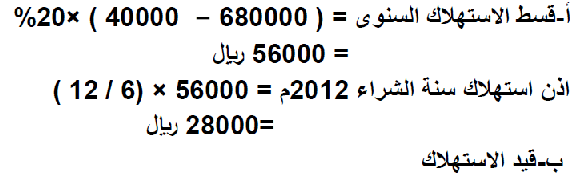 أ-قسط الاستهلاك السنوى = ( 680000 – 40000 ) ×20%
= 56000 ريال
اذن استهلاك سنة الشراء 2012م = 56000 × (6 / 12 )
=28000 ريال
ب-قيد الاستهلاك